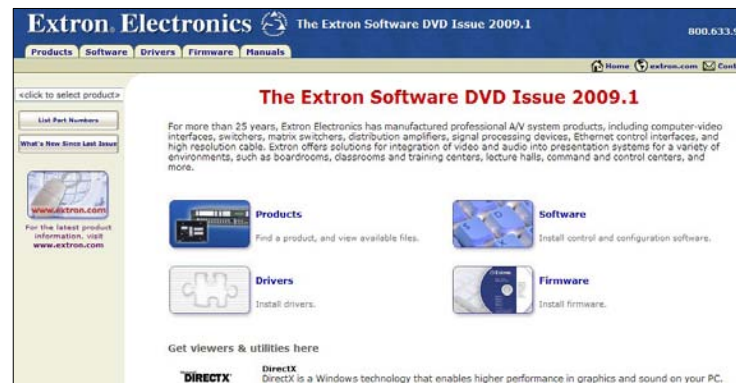 Extron Electronics The Extron Software DVD Issue 2009.1
800.633.9
Products Software Drivers Firmware Manuals
Home extron.com Cont
<click to select product>
List Part Numbers
What's New Since Last Issue
www.extron.com
For the latest product
information, visit
www.extron.com
The Extron Software DVD Issue 2009.1
For more than 25 years, Extron Electronics has manufactured professional A/V system products, including computer-video
interfaces, switchers, matrix switchers, distribution amplifiers, signal processing devices, Ethernet control interfaces, and
high resolution cable. Extron offers solutions for integration of video and audio into presentation systems for a variety of
environments, such as boardrooms, classrooms and training centers, lecture halls, command and control centers, and
more.
Products
Find a product, and view available files.
Software
Install control and configuration software.
Drivers
Install drivers.
Firmware
Install firmware.
Get viewers & utilities here
DIRECTX
DirectX
DirectX is a Windows technology that enables higher performance in graphics and sound on your PC.